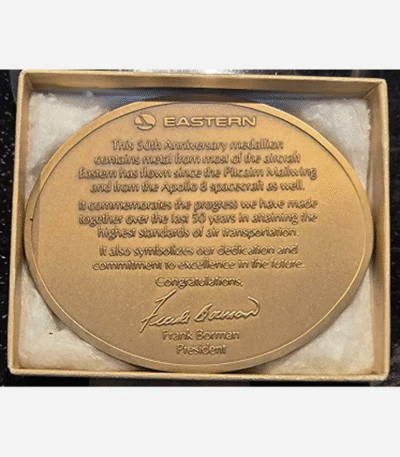 EASTERN
This 50th Anniversary medallion
contains metal from most of the aircraft
Eastern has flown since the Pitcairn Mailwing
and from the Apollo 8 spacecraft as well.
It commemorates the progress we have made
together over the last 50 years in attaining the
highest standards of air transportation.
It also symbolizes our dedication and
commitment to excellence in the future.
Congratulations,
Frank Borman
Frank Borman
President